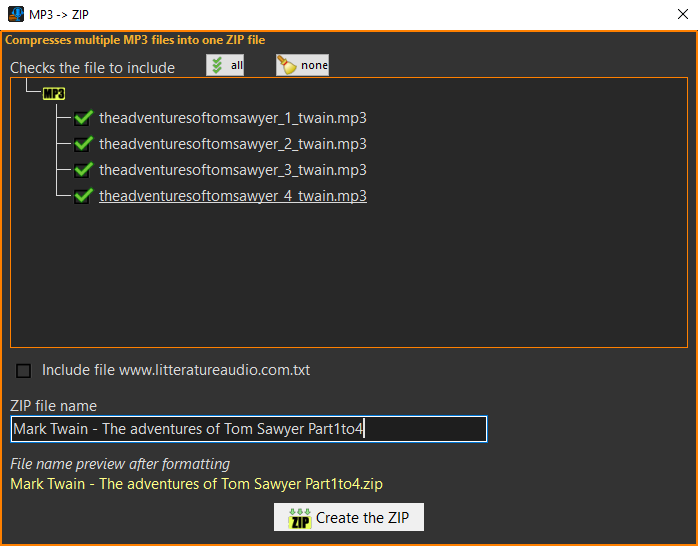 MP3 -> ZIP
Compresses multiple MP3 files into one ZIP file
Checks the file to include
all
none
MP3
theadventuresoftomsawyer_1_twain.mp3
theadventuresoftomsawyer_2_twain.mp3
theadventuresoftomsawyer_3_twain.mp3
theadventuresoftomsawyer_4_twain.mp3
Include file www.litteratureaudio.com.txt
ZIP file name
Mark Twain - The adventures of Tom Sawyer Part1to4
File name preview after formatting
Mark Twain - The adventures of Tom Sawyer Part1to4.zip
ZIP Create the ZIP